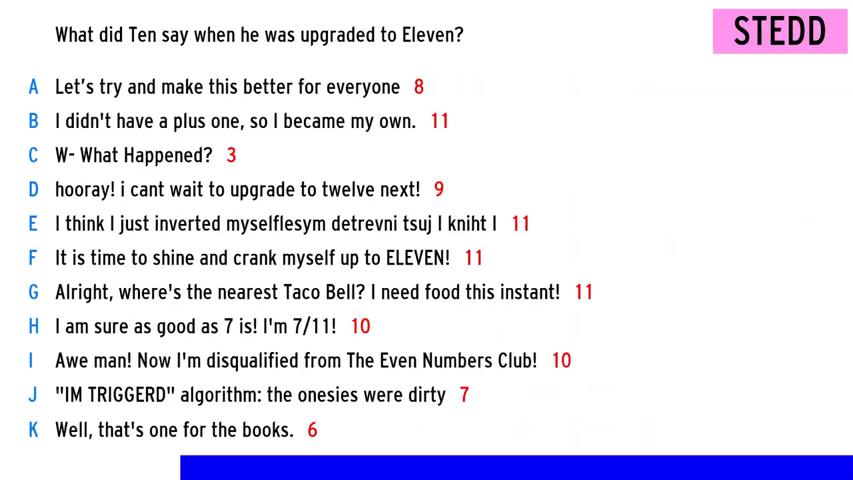 What did Ten say when he was upgraded to Eleven?
STEDD
A Let's try and make this better for everyone 8
B I didn't have a plus one, so I became my own. 11
C W- What Happened? 3
D hooray! i cant wait to upgrade to twelve next! 9
E I think I just inverted myselflesym detrevni tsuj I kniht I 11
F It is time to shine and crank myself up to ELEVEN! 11
G Alright, where's the nearest Taco Bell? I need food this instant! 11
H I am sure as good as 7 is! I'm 7/11! 10
I Awe man! Now I'm disqualified from The Even Numbers Club! 10
J "IM TRIGGERD" algorithm: the onesies were dirty 7
K Well, that's one for the books. 6